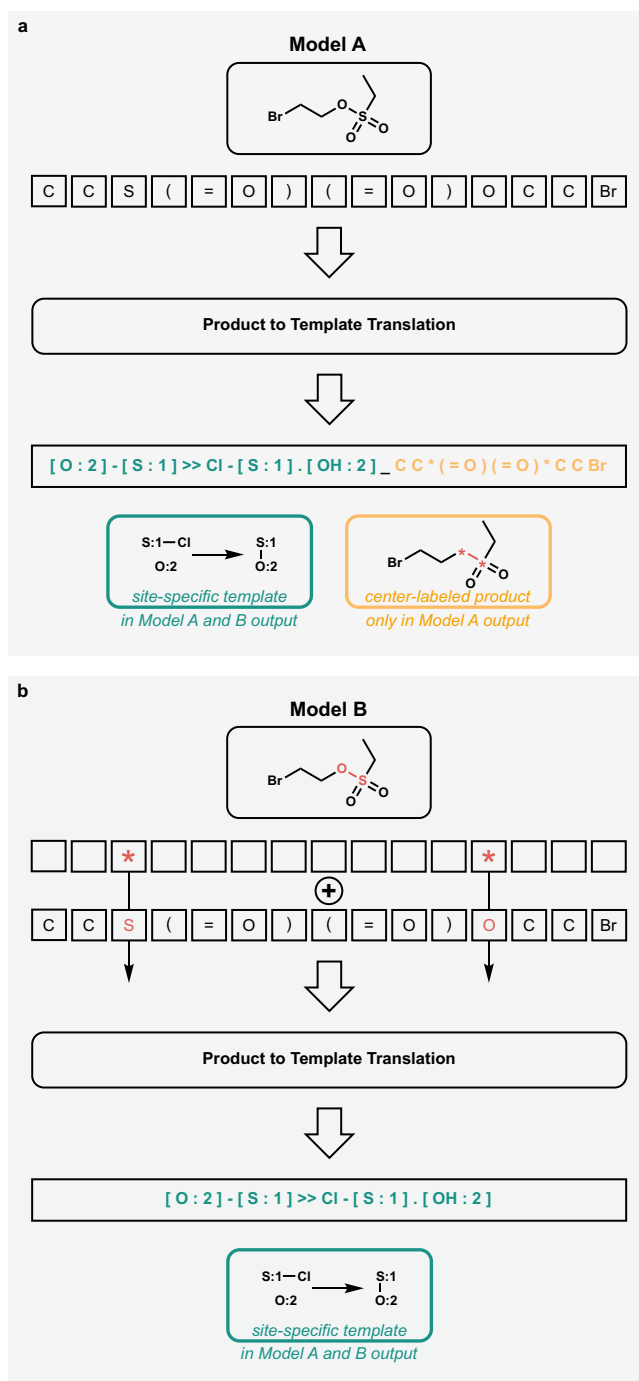 a
Model A
Br O S O O
C C S ( = O ) ( = O ) O C C Br
Product to Template Translation
[ O : 2 ] - [ S : 1 ] >> Cl - [ S : 1 ] . [ OH : 2 ] _ C C * ( = O ) ( = O ) * C C Br
S:1 Cl S:1
O:2 O:2
site-specific template
in Model A and B output
Br * * O O
center-labeled product
only in Model A output
b
Model B
Br O S O O
* *
+
C C S ( = O ) ( = O ) O C C Br
Product to Template Translation
[ O : 2 ] - [ S : 1 ] >> Cl - [ S : 1 ] . [ OH : 2 ]
S:1 Cl S:1
O:2 O:2
site-specific template
in Model A and B output